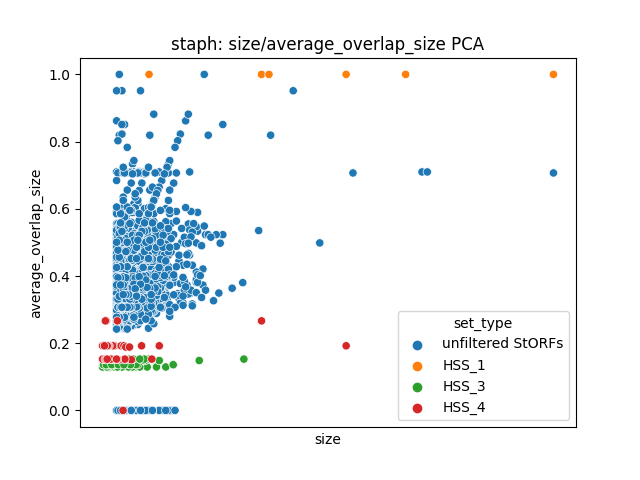 staph: size/average_overlap_size PCA
1.0
0.8
0.6
0.4
0.2
0.0
average_overlap_size
size
set_type
unfiltered StORFs
HSS_1
HSS_3
HSS_4